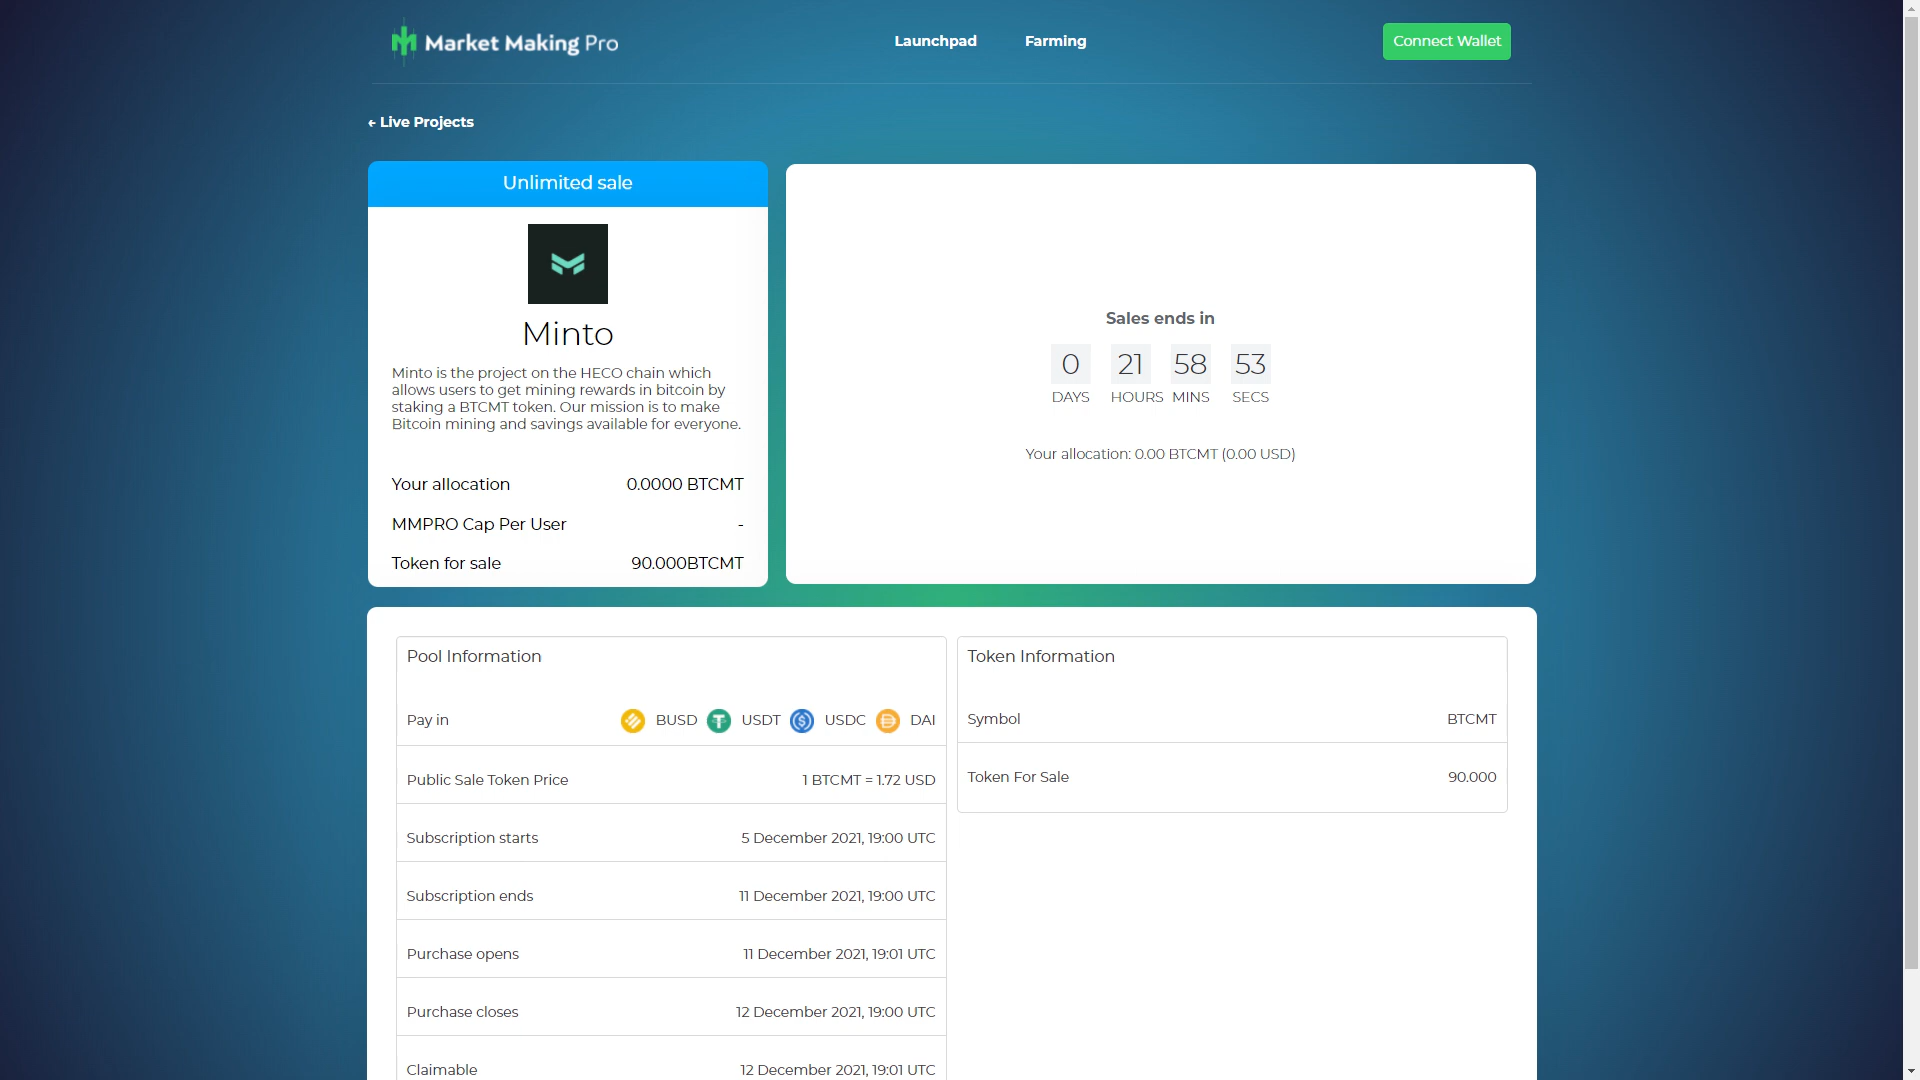 Market Making Pro
Launchpad
Farming
Connect Wallet
← Live Projects
Unlimited sale
Minto
Minto is the project on the HECO chain which
allows users to get mining rewards in bitcoin by
staking a BTCMT token. Our mission is to make
Bitcoin mining and savings available for everyone.
Your allocation 0.0000 BTCMT
MMPRO Cap Per User -
Token for sale 90.000BTCMT
Sales ends in
0 21 58 53
DAYS HOURS MINS SECS
Your allocation: 0.00 BTCMT (0.00 USD)
Pool Information
Pay in BUSD USDT USDC DAI
Public Sale Token Price 1 BTCMT = 1.72 USD
Subscription starts 5 December 2021, 19:00 UTC
Subscription ends 11 December 2021, 19:00 UTC
Purchase opens 11 December 2021, 19:01 UTC
Purchase closes 12 December 2021, 19:00 UTC
Claimable 12 December 2021, 19:01 UTC
Token Information
Symbol BTCMT
Token For Sale 90.000